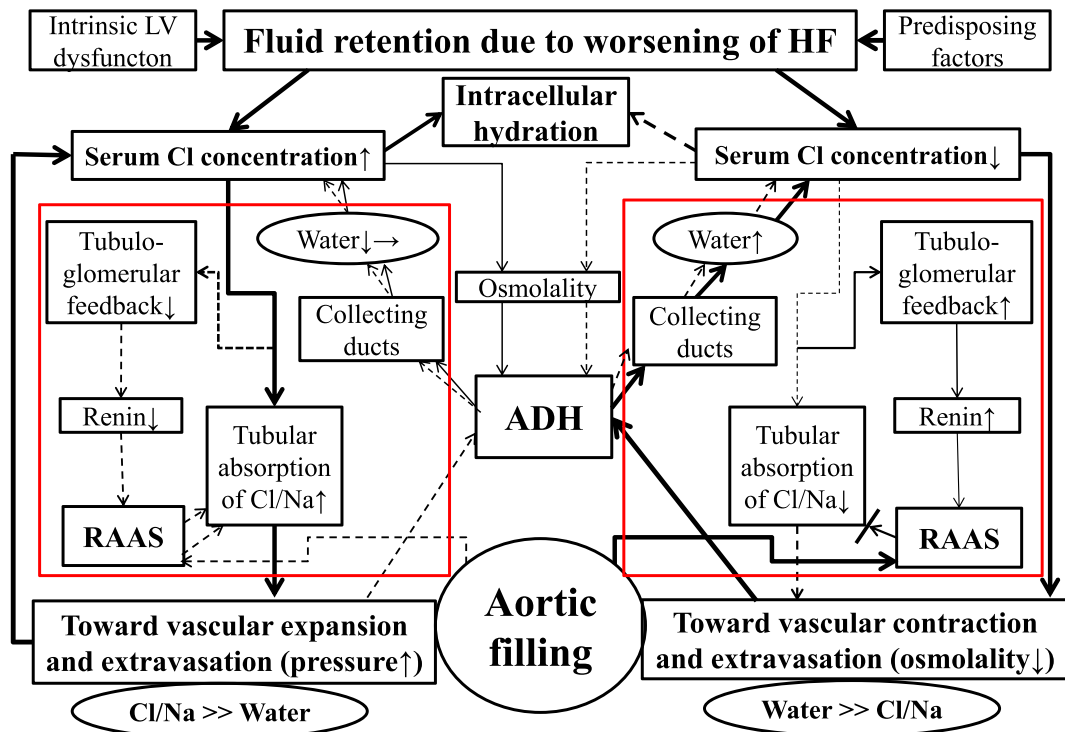 Intrinsic LV
dysfuncton
Fluid retention due to worsening of HF
Predisposing
factors
Intracellular
hydration
Serum Cl concentration↑
Serum Cl concentration↓
Tubulo-
glomerular
feedback↓
Water↓→
Collecting
ducts
Renin↓
Tubular
absorption
of Cl/Na↑
RAAS
Osmolality
ADH
Water↑
Collecting
ducts
Tubulo-
glomerular
feedback↑
Renin↑
Tubular
absorption
of Cl/Na↓
RAAS
Aortic
filling
Toward vascular expansion
and extravasation (pressure↑)
Cl/Na >> Water
Toward vascular contraction
and extravasation (osmolality↓)
Water >> Cl/Na